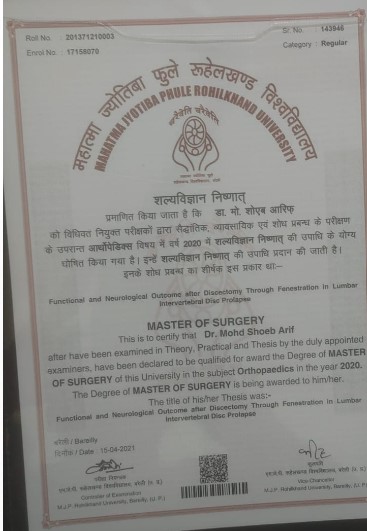 Roll No. : 201371210003
Sr. No. : 143946
Enrol No : 17156070
Category : Regular
महात्मा ज्योतिबा फुले रूहेलखण्ड विश्वविद्यालय
MAHATMA JYOTIBA PHULE ROHILKHAND UNIVERSITY
शल्यविज्ञान निष्णात्
प्रमाणित किया जाता है कि डा. मो. शोएब आरिफ
को विधिवत नियुक्त परीक्षकों द्वारा सैद्धांतिक, व्यावसायिक एवं शोध प्रबन्ध के परीक्षण
के उपरान्त आर्थोपेडिक्स विषय में वर्ष 2020 में शल्यविज्ञान निष्णात् की उपाधि के योग्य
घोषित किया गया है। इन्हें शल्यविज्ञान निष्णात् की उपाधि प्रदान की जाती है।
इनके शोध प्रबन्ध का शीर्षक इस प्रकार था:–
Functional and Neurological Outcome after Discectomy Through Fenestration in Lumbar
Intervertebral Disc Prolapse
MASTER OF SURGERY
This is to certify that Dr. Mohd Shoeb Arif
after have been examined in Theory, Practical and Thesis by the duly appointed
examiners, have been declared to be qualified for award the Degree of MASTER
OF SURGERY of this University in the subject Orthopaedics in the year 2020.
The Degree of MASTER OF SURGERY is being awarded to him/her.
The title of his/her Thesis was:-
Functional and Neurological Outcome after Discectomy Through Fenestration in Lumbar
Intervertebral Disc Prolapse
बरेली / Bareilly
दिनांक / Date 15-04-2021
परीक्षा नियंत्रक
एम.जे.पी. रूहेलखण्ड विश्वविद्यालय, बरेली (उ. प्र.)
Controller of Examination
M.J.P. Rohilkhand University, Bareilly, (U. P.)
कुलपति
एम.जे.पी. रूहेलखण्ड विश्वविद्यालय, बरेली (उ. प्र.)
Vice Chancellor
M.J.P. Rohilkhand University, Bareilly, (U. P.)